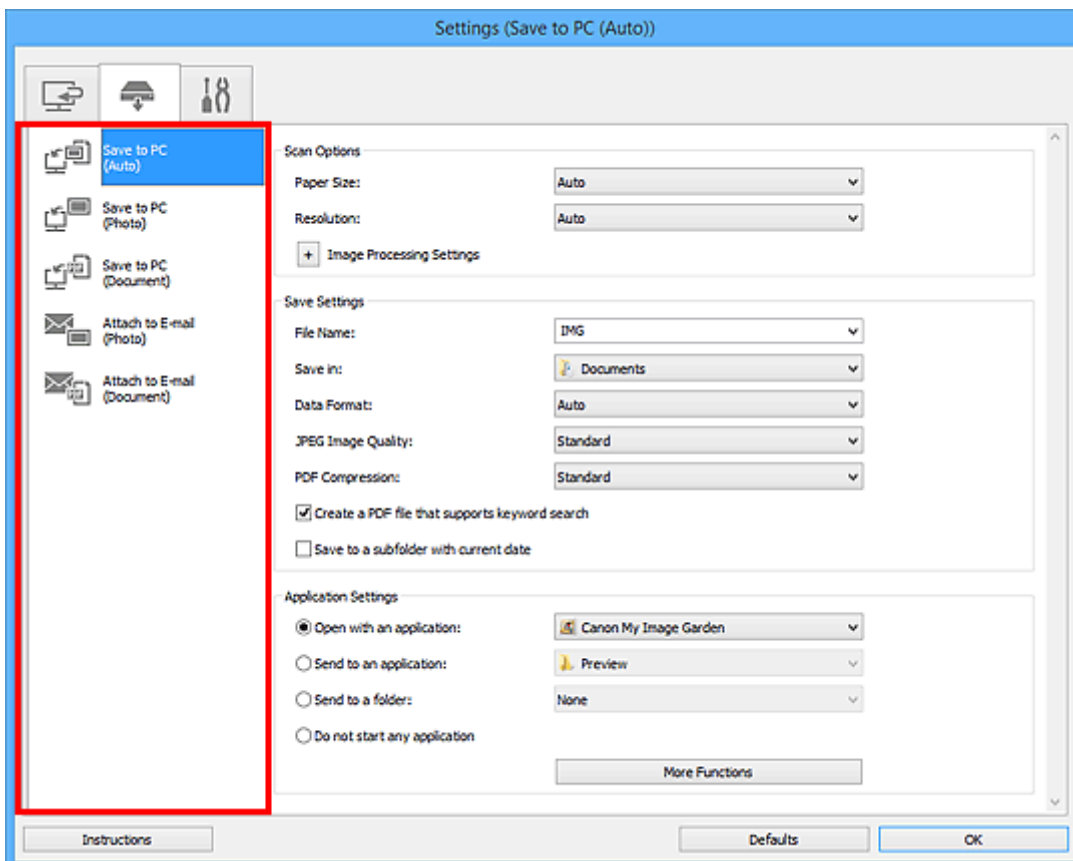 Settings (Save to PC (Auto))
Save to PC
(Auto)
Save to PC
(Photo)
Save to PC
(Document)
Attach to E-mail
(Photo)
Attach to E-mail
(Document)
Scan Options
Paper Size: Auto
Resolution: Auto
+ Image Processing Settings
Save Settings
File Name: IMG
Save in: Documents
Data Format: Auto
JPEG Image Quality: Standard
PDF Compression: Standard
Create a PDF file that supports keyword search
Save to a subfolder with current date
Application Settings
Open with an application: Canon My Image Garden
Send to an application: Preview
Send to a folder: None
Do not start any application
More Functions
Instructions Defaults OK